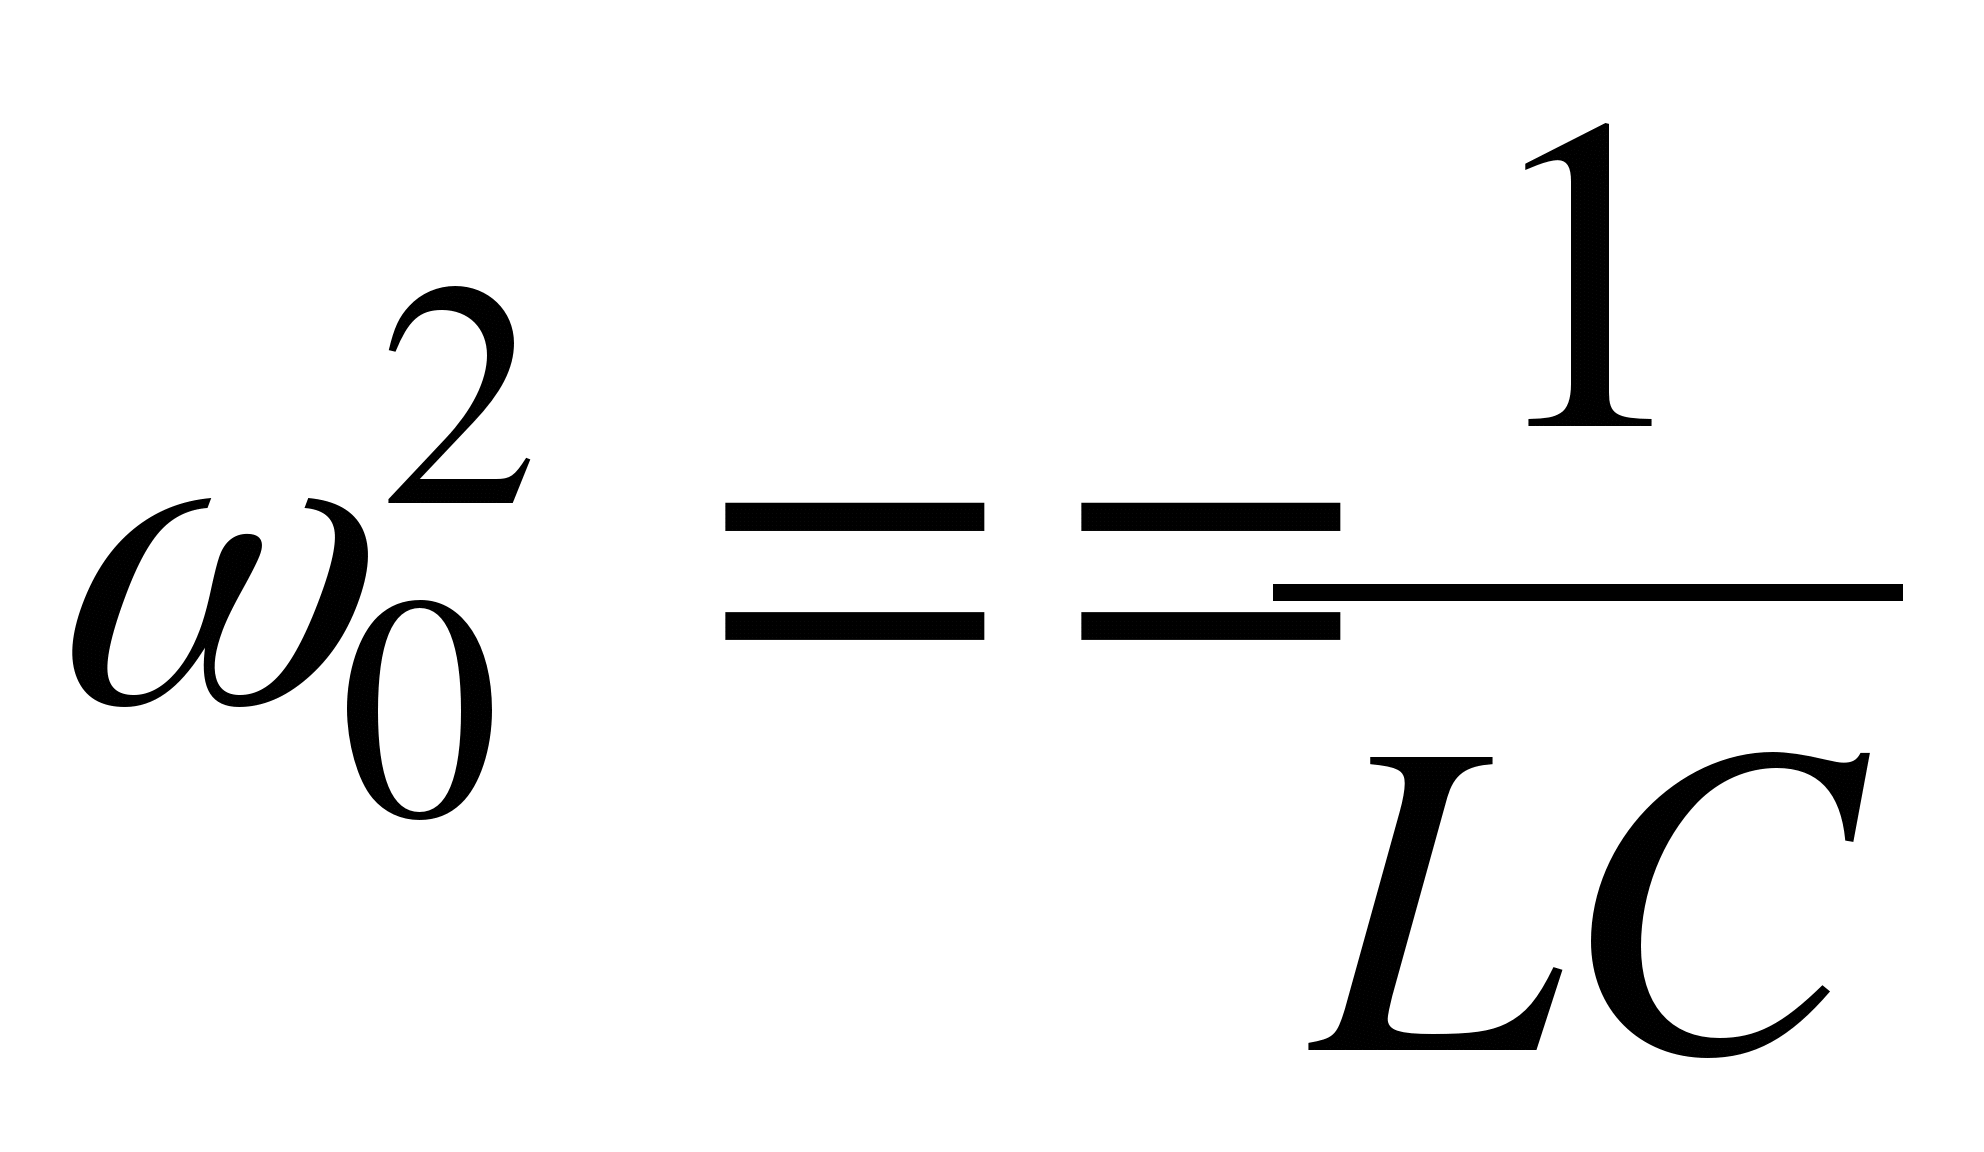 ω₀² == 1/LC